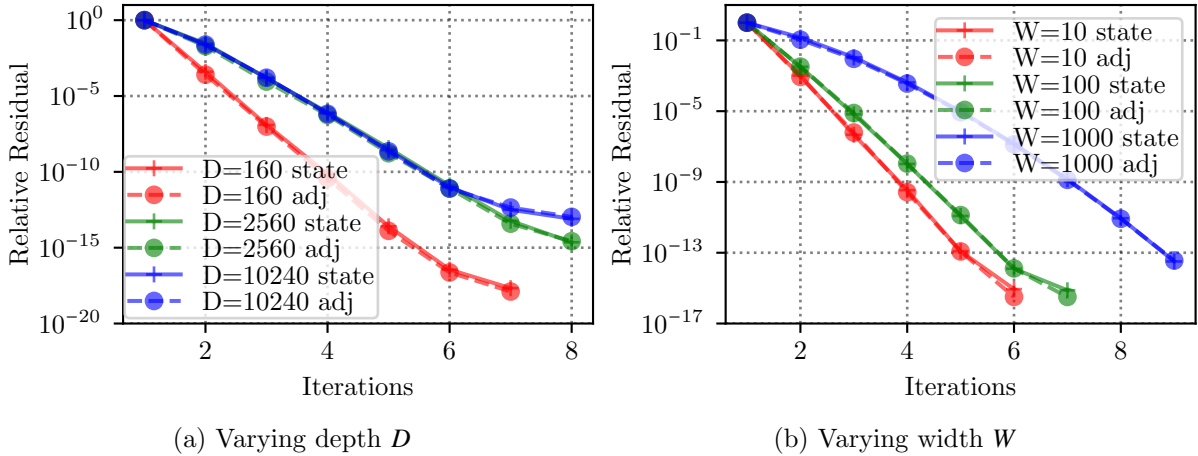 Relative Residual
10^0
10^-5
10^-10
10^-15
10^-20
D=160 state
D=160 adj
D=2560 state
D=2560 adj
D=10240 state
D=10240 adj
2
4
6
8
Iterations
(a) Varying depth D
Relative Residual
10^-1
10^-5
10^-9
10^-13
10^-17
W=10 state
W=10 adj
W=100 state
W=100 adj
W=1000 state
W=1000 adj
2
4
6
8
Iterations
(b) Varying width W